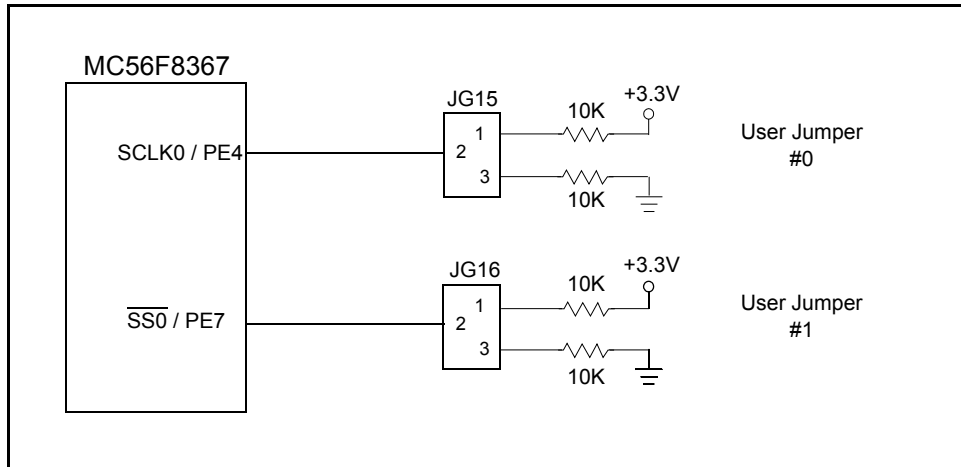 MC56F8367
SCLK0 / PE4
JG15
1
2
3
10K
+3.3V
10K
User Jumper
#0
SS0 / PE7
JG16
1
2
3
10K
+3.3V
10K
User Jumper
#1